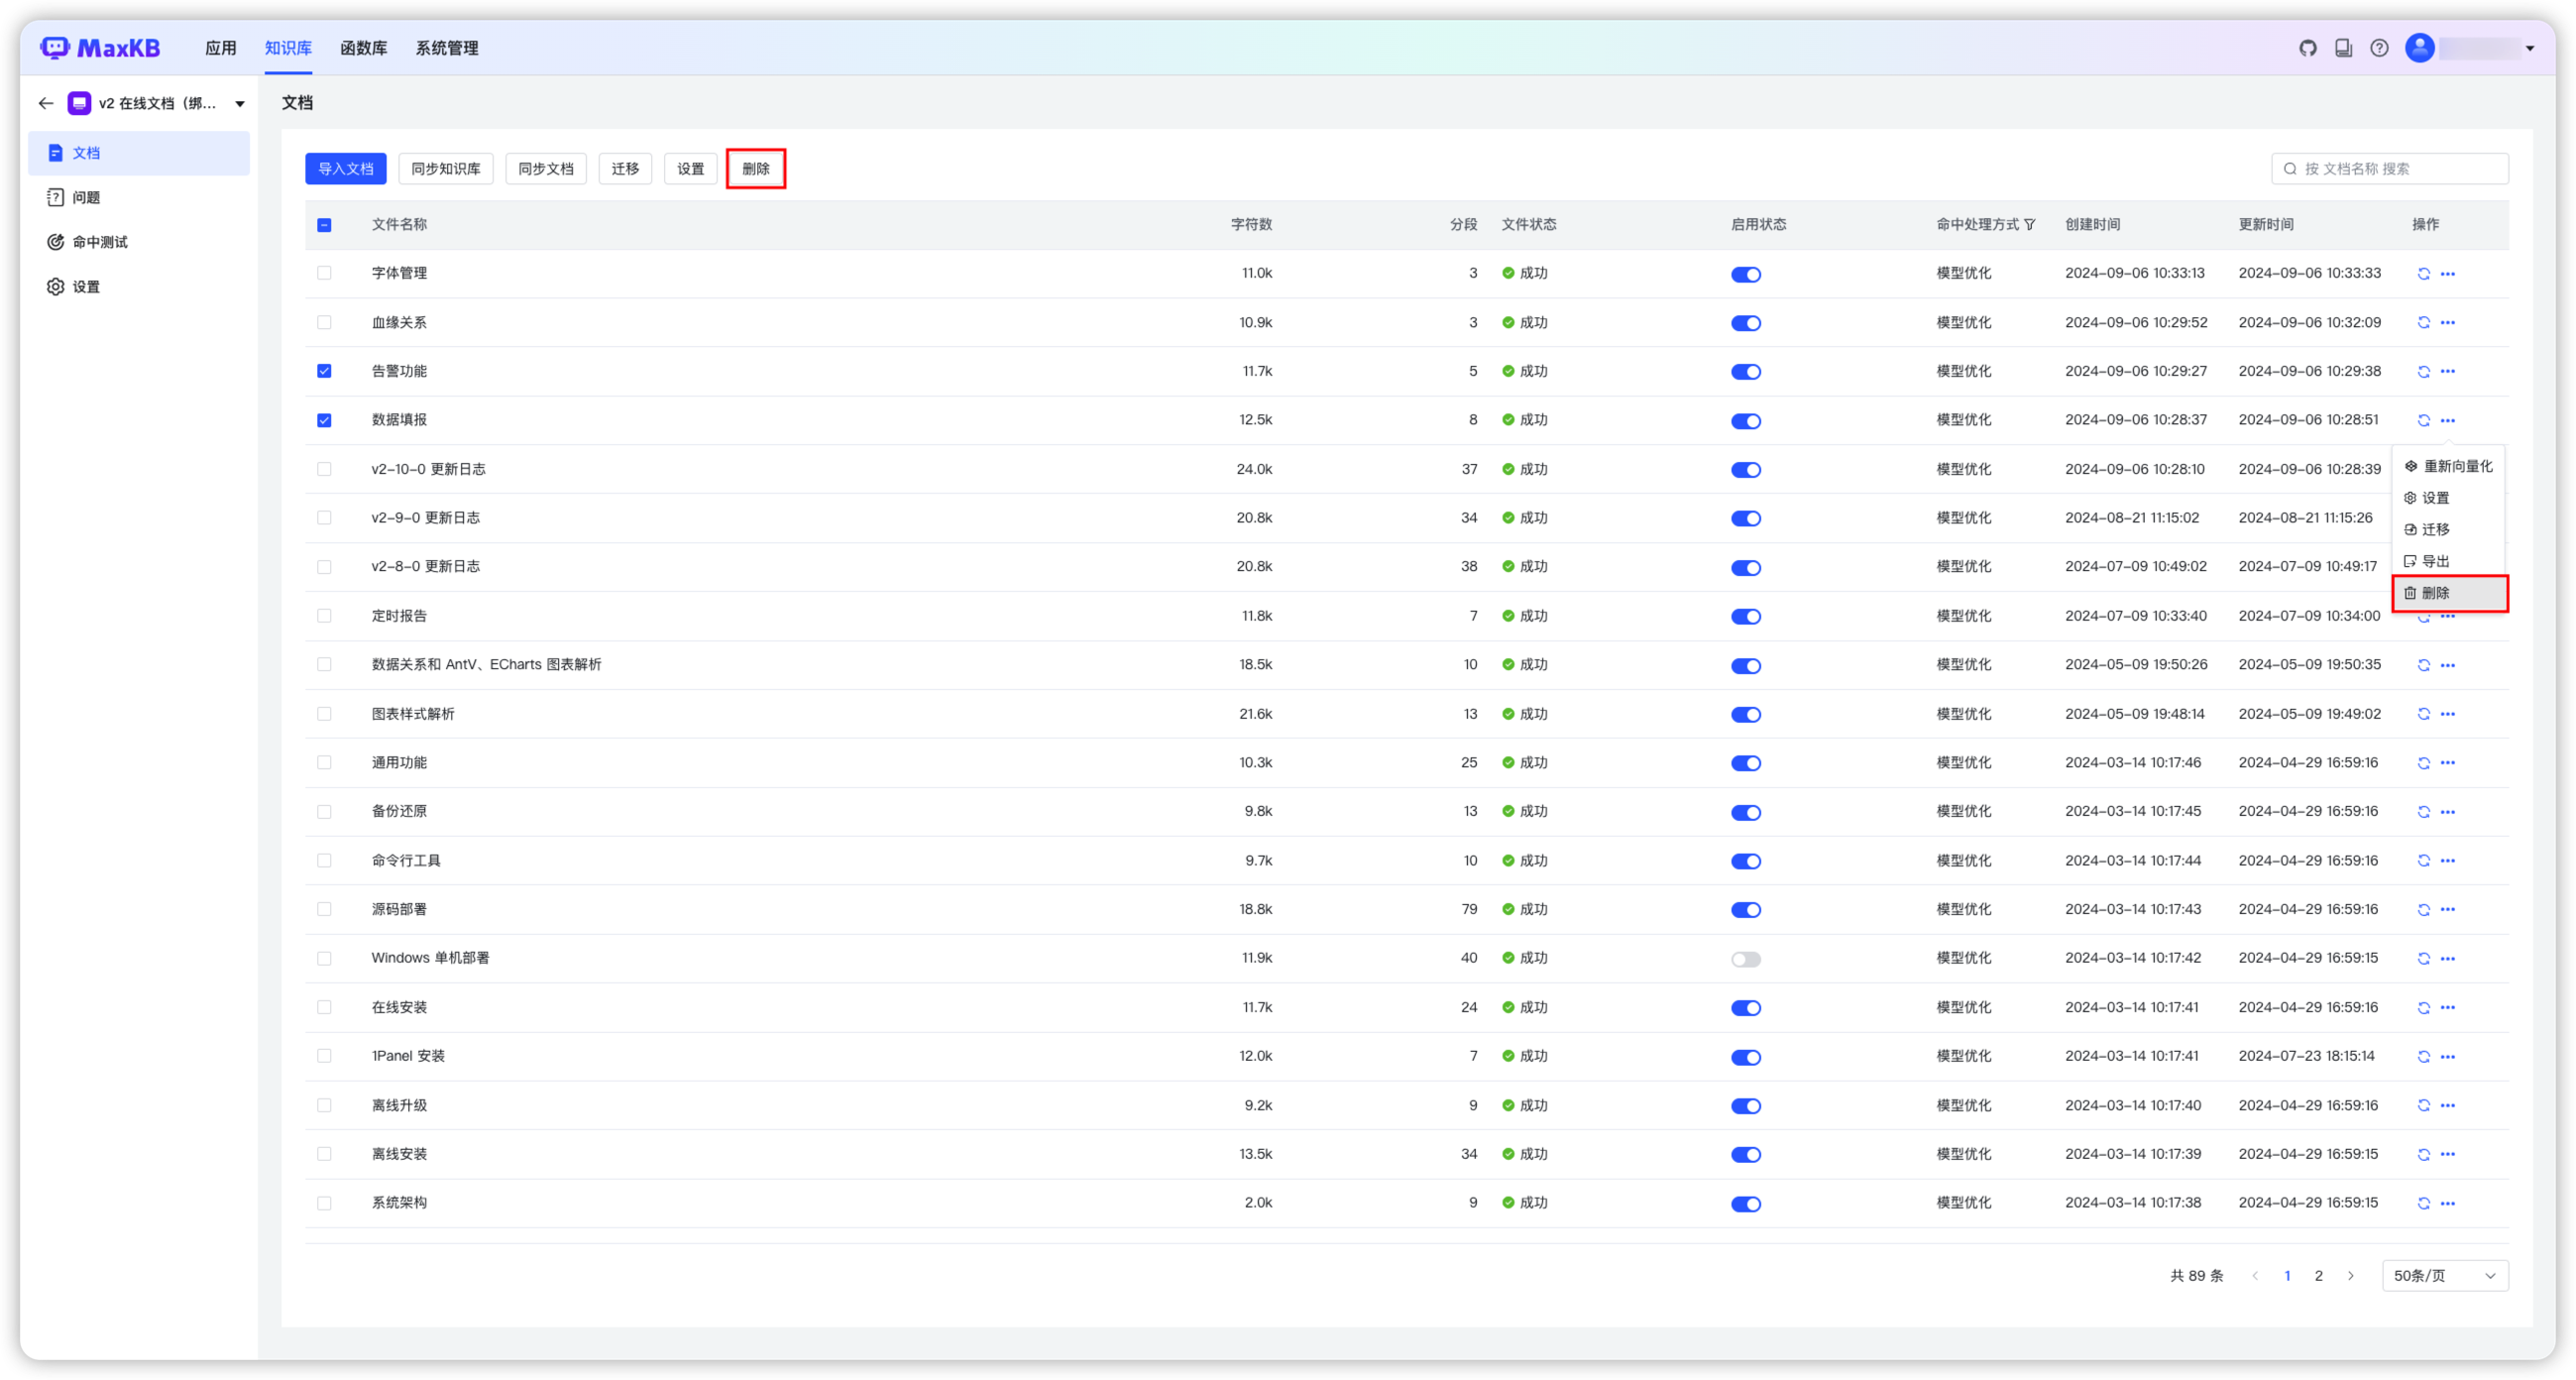 MaxKB 应用 知识库 函数库 系统管理
v2 在线文档（绑...
文档
问题
命中测试
设置
文档
导入文档 同步知识库 同步文档 迁移 设置 删除 按 文档名称 搜索
文件名称 字符数 分段 文件状态 启用状态 命中处理方式 创建时间 更新时间 操作
字体管理 11.0k 3 成功 模型优化 2024-09-06 10:33:13 2024-09-06 10:33:33
血缘关系 10.9k 3 成功 模型优化 2024-09-06 10:29:52 2024-09-06 10:32:09
告警功能 11.7k 5 成功 模型优化 2024-09-06 10:29:27 2024-09-06 10:29:38
数据填报 12.5k 8 成功 模型优化 2024-09-06 10:28:37 2024-09-06 10:28:51
v2-10-0 更新日志 24.0k 37 成功 模型优化 2024-09-06 10:28:10 2024-09-06 10:28:39
v2-9-0 更新日志 20.8k 34 成功 模型优化 2024-08-21 11:15:02 2024-08-21 11:15:26
v2-8-0 更新日志 20.8k 38 成功 模型优化 2024-07-09 10:49:02 2024-07-09 10:49:17
定时报告 11.8k 7 成功 模型优化 2024-07-09 10:33:40 2024-07-09 10:34:00
数据关系和 AntV、ECharts 图表解析 18.5k 10 成功 模型优化 2024-05-09 19:50:26 2024-05-09 19:50:35
图表样式解析 21.6k 13 成功 模型优化 2024-05-09 19:48:14 2024-05-09 19:49:02
通用功能 10.3k 25 成功 模型优化 2024-03-14 10:17:46 2024-04-29 16:59:16
备份还原 9.8k 13 成功 模型优化 2024-03-14 10:17:45 2024-04-29 16:59:16
命令行工具 9.7k 10 成功 模型优化 2024-03-14 10:17:44 2024-04-29 16:59:16
源码部署 18.8k 79 成功 模型优化 2024-03-14 10:17:43 2024-04-29 16:59:16
Windows 单机部署 11.9k 40 成功 模型优化 2024-03-14 10:17:42 2024-04-29 16:59:15
在线安装 11.7k 24 成功 模型优化 2024-03-14 10:17:41 2024-04-29 16:59:16
1Panel 安装 12.0k 7 成功 模型优化 2024-03-14 10:17:41 2024-07-23 18:15:14
离线升级 9.2k 9 成功 模型优化 2024-03-14 10:17:40 2024-04-29 16:59:16
离线安装 13.5k 34 成功 模型优化 2024-03-14 10:17:39 2024-04-29 16:59:15
系统架构 2.0k 9 成功 模型优化 2024-03-14 10:17:38 2024-04-29 16:59:15
重新向量化
设置
迁移
导出
删除
共 89 条 1 2 50条/页